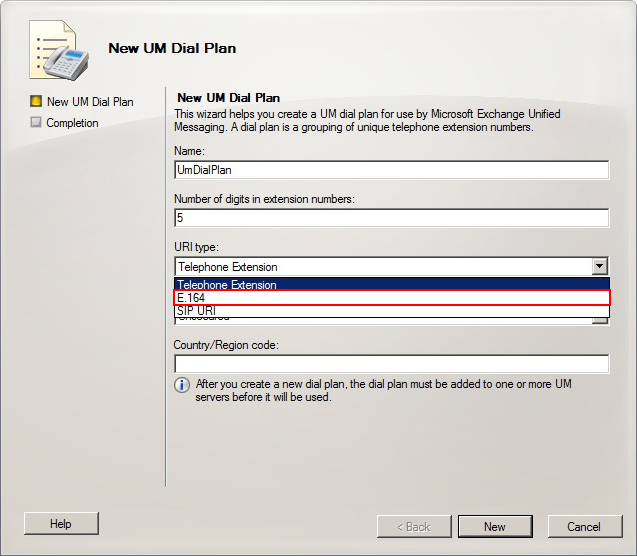 New UM Dial Plan
New UM Dial Plan
Completion
New UM Dial Plan
This wizard helps you create a UM dial plan for use by Microsoft Exchange Unified
Messaging. A dial plan is a grouping of unique telephone extension numbers.
Name:
UmDialPlan
Number of digits in extension numbers:
5
URI type:
Telephone Extension
Telephone Extension
E.164
SIP URI
Country/Region code:
After you create a new dial plan, the dial plan must be added to one or more UM
servers before it will be used.
Help
< Back
New
Cancel